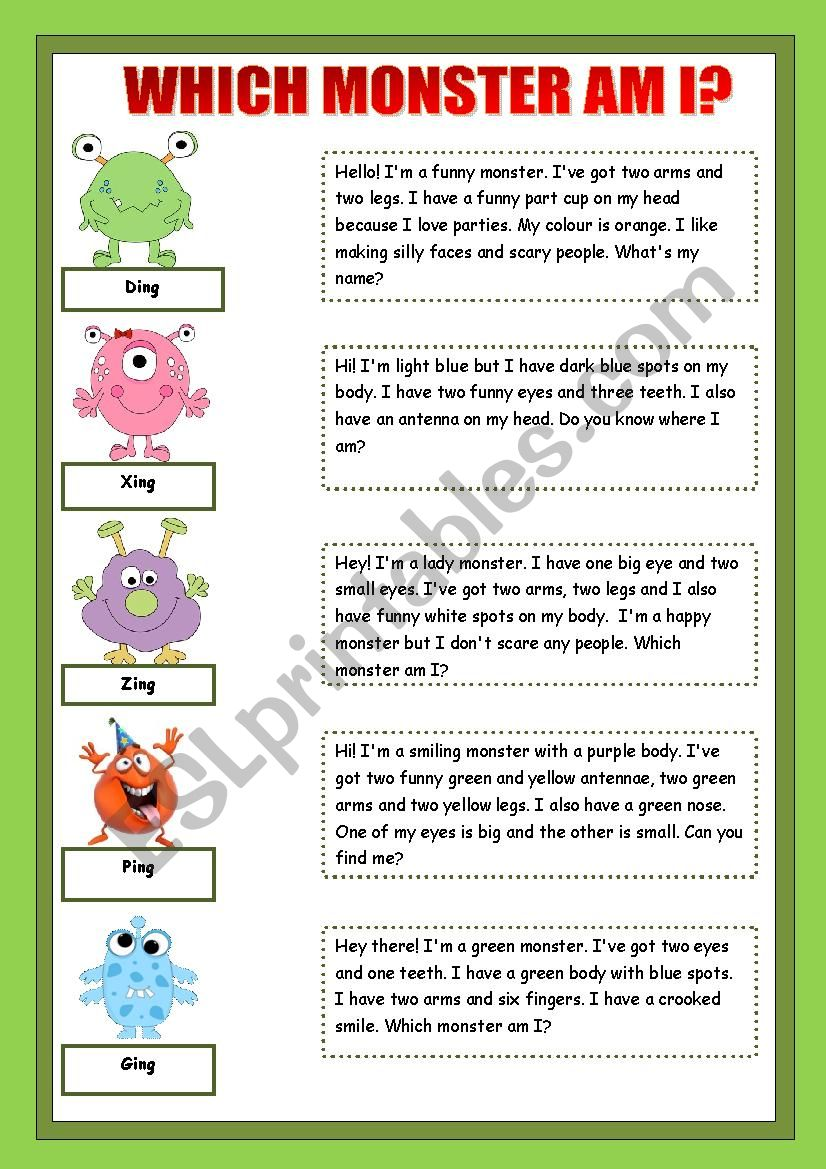 WHICH MONSTER AM I?
Hello! I'm a funny monster. I've got two arms and
two legs. I have a funny part cup on my head
because I love parties. My colour is orange. I like
making silly faces and scary people. What's my
name?
Ding
Hi! I'm light blue but I have dark blue spots on my
body. I have two funny eyes and three teeth. I also
have an antenna on my head. Do you know where I
am?
Xing
Hey! I'm a lady monster. I have one big eye and two
small eyes. I've got two arms, two legs and I also
have funny white spots on my body. I'm a happy
monster but I don't scare any people. Which
monster am I?
Zing
Hi! I'm a smiling monster with a purple body. I've
got two funny green and yellow antennae, two green
arms and two yellow legs. I also have a green nose.
One of my eyes is big and the other is small. Can you
find me?
Ping
Hey there! I'm a green monster. I've got two eyes
and one teeth. I have a green body with blue spots.
I have two arms and six fingers. I have a crooked
smile. Which monster am I?
Ging
ESLprintables.com